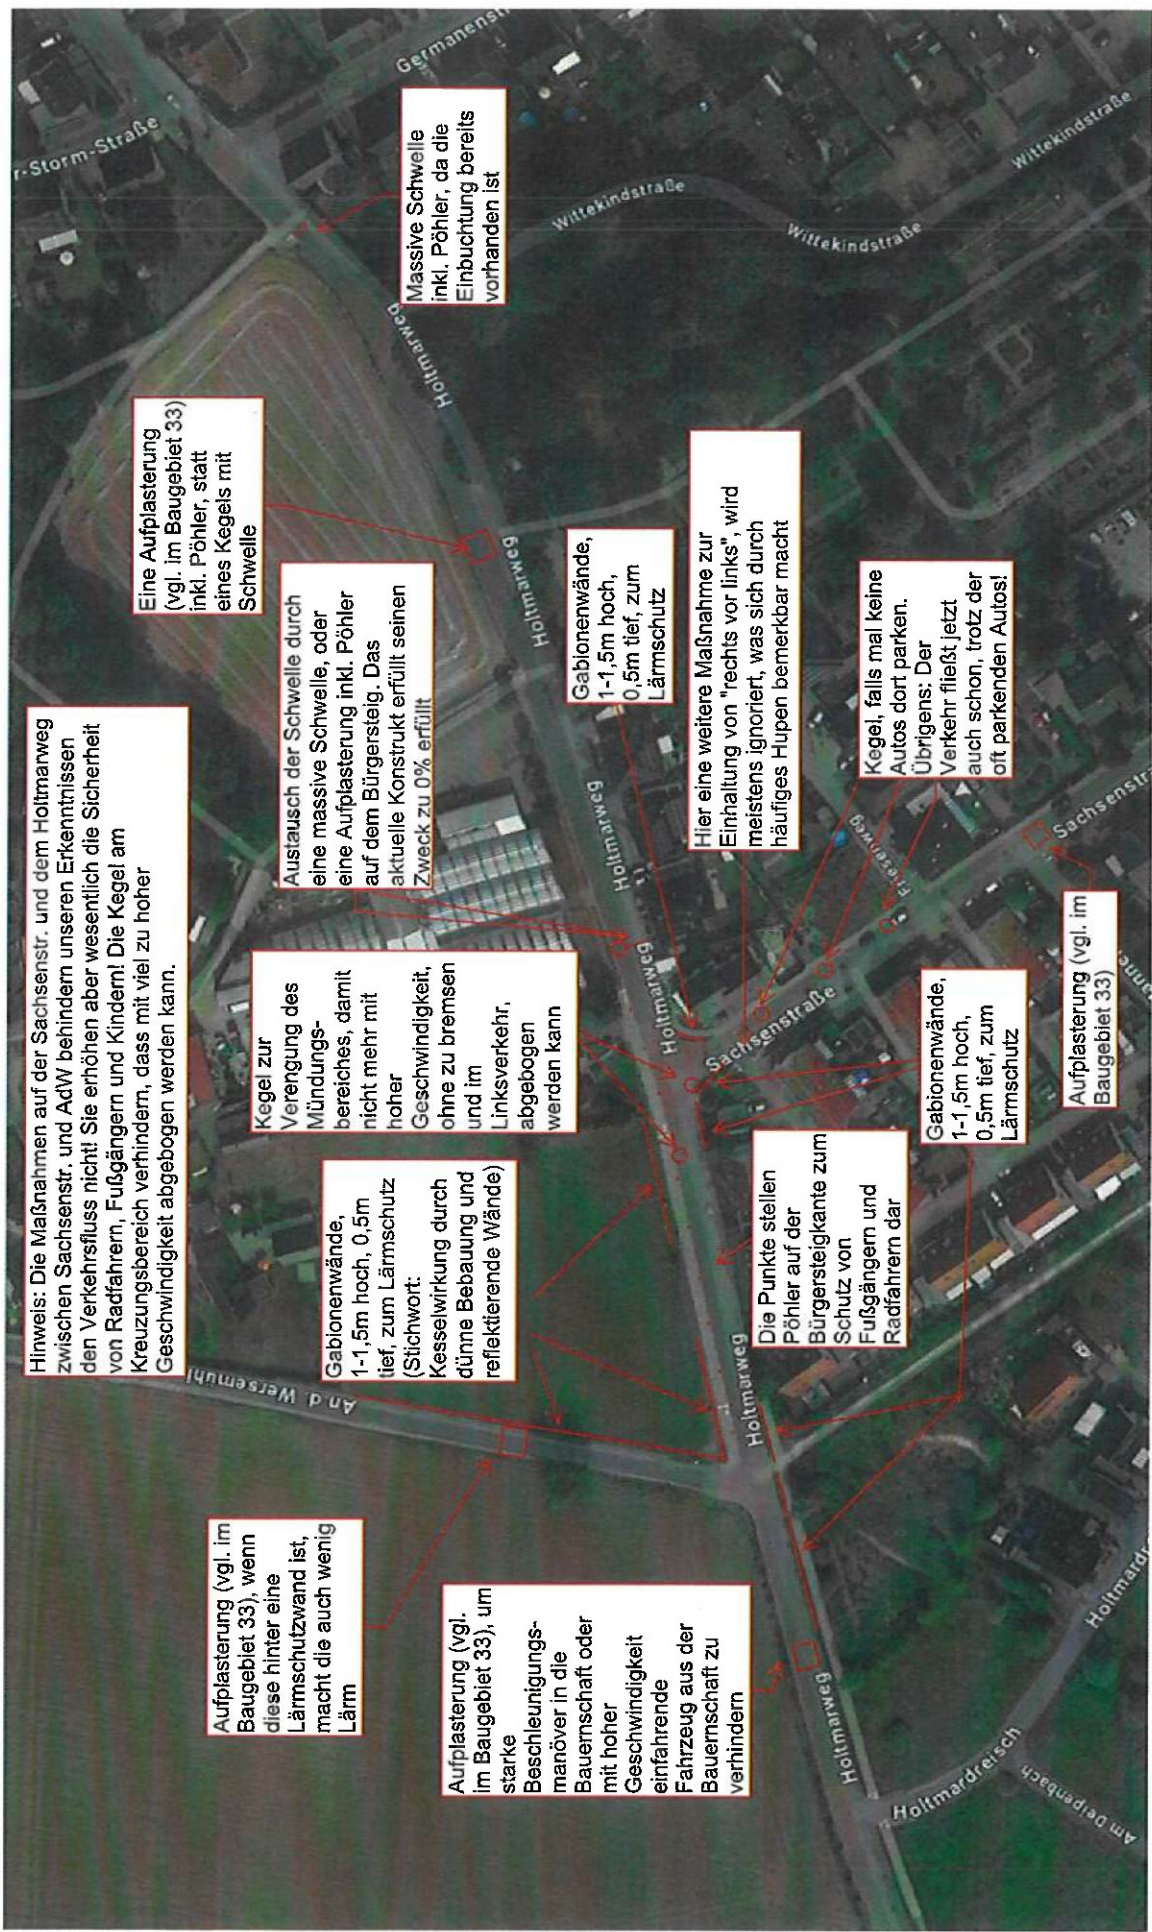 Hinweis: Die Maßnahmen auf der Sachsenstr. und dem Holtmarweg
zwischen Sachsenstr. und AdW behindern unseren Erkenntnissen
den Verkehrsfluss nicht! Sie erhöhen aber wesentlich die Sicherheit
von Radfahrern, Fußgängern und Kindern! Die Kegel am
Kreuzungsbereich verhindern, dass mit viel zu hoher
Geschwindigkeit abgebogen werden kann.
Aufplasterung (vgl. im
Baugebiet 33), wenn
diese hinter eine
Lärmschutzwand ist,
macht die auch wenig
Lärm
Aufplasterung (vgl.
im Baugebiet 33), um
starke
Beschleunigungs-
manöver in die
Bauernschaft oder
mit hoher
Geschwindigkeit
einfahrende
Fahrzeug aus der
Bauernschaft zu
verhindern
Gabionenwände,
1-1,5m hoch, 0,5m
tief, zum Lärmschutz
(Stichwort:
Kesselwirkung durch
dünne Bebauung und
reflektierende Wände)
Kegel zur
Verengung des
Mündungs-
bereiches, damit
nicht mehr mit
hoher
Geschwindigkeit,
ohne zu bremsen
und im
Linksverkehr,
abgebogen
werden kann
Austausch der Schwelle durch
eine massive Schwelle, oder
eine Aufplasterung inkl. Pöhler
auf dem Bürgersteig. Das
aktuelle Konstrukt erfüllt seinen
Zweck zu 0% erfüllt
Eine Aufplasterung
(vgl. im Baugebiet 33)
inkl. Pöhler, statt
eines Kegels mit
Schwelle
Massive Schwelle
inkl. Pöhler, da die
Einbuchtung bereits
vorhanden ist
Gabionenwände,
1-1,5m hoch,
0,5m tief, zum
Lärmschutz
Hier eine weitere Maßnahme zur
Einhaltung von "rechts vor links", wird
meistens ignoriert, was sich durch
häufiges Hupen bemerkbar macht
Kegel, falls mal keine
Autos dort parken.
Übrigens: Der
Verkehr fließt jetzt
auch schon, trotz der
oft parkenden Autos!
Die Punkte stellen
Pöhler auf der
Bürgersteigkante zum
Schutz von
Fußgängern und
Radfahrern dar
Gabionenwände,
1-1,5m hoch,
0,5m tief, zum
Lärmschutz
Aufplasterung (vgl. im
Baugebiet 33)
An d. Wersemühl
r-Storm-Straße
Germanenstr
Wittekindstraße
Wittekindstraße
Wittekindstraße
Holtmarweg
Holtmarweg
Holtmarweg
Holtmarweg
Holtmarweg
Holtmarweg
Holtmarweg
Sachsenstraße
Friesenweg
Sachsenstr
Holtmardreisch
Holtmardr
Am Deipenbach